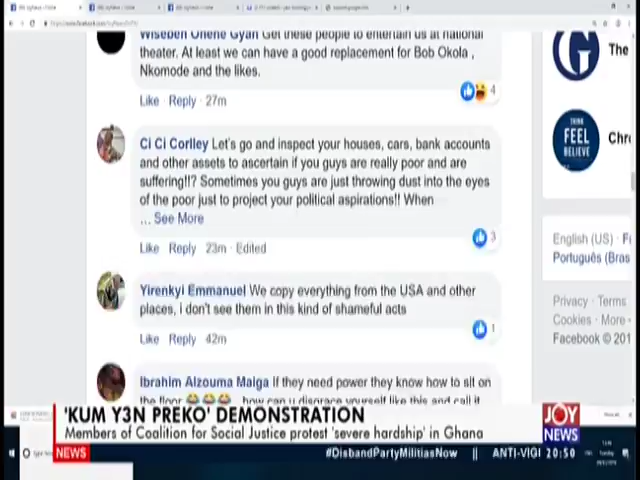 Wiseben Ohene Gyan Get these people to entertain us at national
theater. At least we can have a good replacement for Bob Okola ,
Nkomode and the likes.
Like · Reply · 27m
4
Ci Ci Corlley Let's go and inspect your houses, cars, bank accounts
and other assets to ascertain if you guys are really poor and are
suffering!!? Sometimes you guys are just throwing dust into the eyes
of the poor just to project your political aspirations!! When
... See More
3
Like · Reply · 23m · Edited
Yirenkyi Emmanuel We copy everything from the USA and other
places, i don't see them in this kind of shameful acts
1
Like · Reply · 42m
Ibrahim Alzouma Maiga If they need power they know how to sit on
the floor 😂😂😂 how can u disgrace yourself like this and call it
G
The
THINK
FEEL
BELIEVE
Chr
English (US) ·
Português (Bras
Privacy · Terms
Cookies · More
Facebook © 201
'KUM Y3N PREKO' DEMONSTRATION
Members of Coalition for Social Justice protest 'severe hardship' in Ghana
JOY
NEWS
NEWS
#DisbandPartyMilitiasNow || ANTI-VIGI 20:50